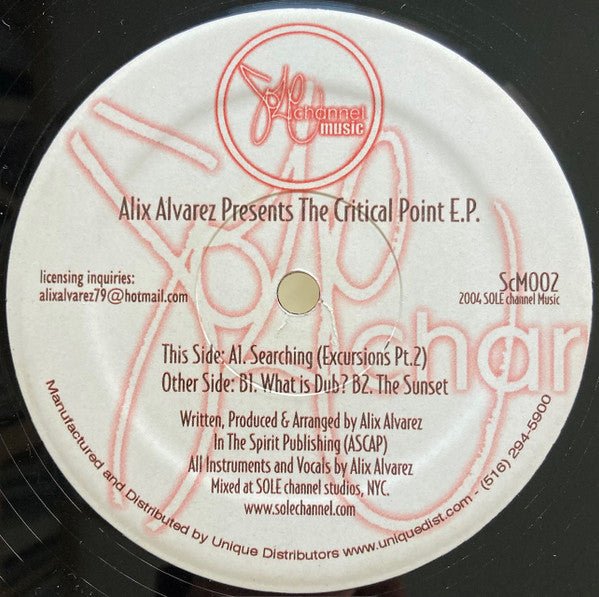 SOLE channel
music
Alix Alvarez Presents The Critical Point E.P.
licensing inquiries:
alixalvarez79@hotmail.com
ScM002
2004 SOLE channel Music
This Side: A1. Searching (Excursions Pt.2)
Other Side: B1. What is Dub? B2. The Sunset
Written, Produced & Arranged by Alix Alvarez
In The Spirit Publishing (ASCAP)
All Instruments and Vocals by Alix Alvarez
Mixed at SOLE channel studios, NYC.
www.solechannel.com
Manufactured and Distributed by Unique Distributors www.uniquedist.com - (516) 294-5900
SOLE
char